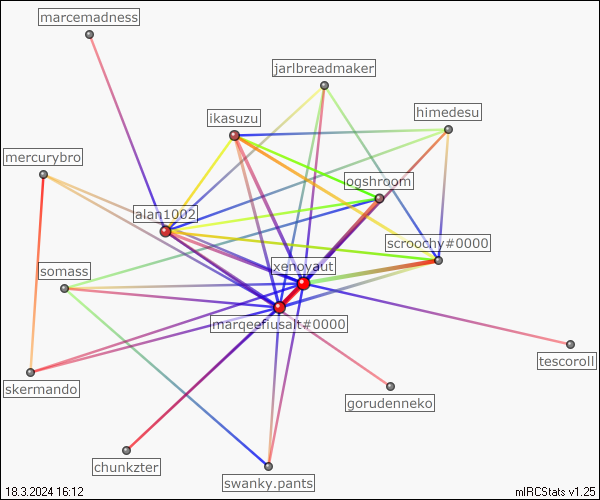 marcemadness
jarlbreadmaker
ikasuzu
himedesu
mercurybro
ogshroom
alan1002
scroochy#0000
somass
xenoyaut
marqeefiusalt#0000
tescoroll
skermando
gorudenneko
chunkzter
swanky.pants
18.3.2024 16:12
mIRCStats v1.25